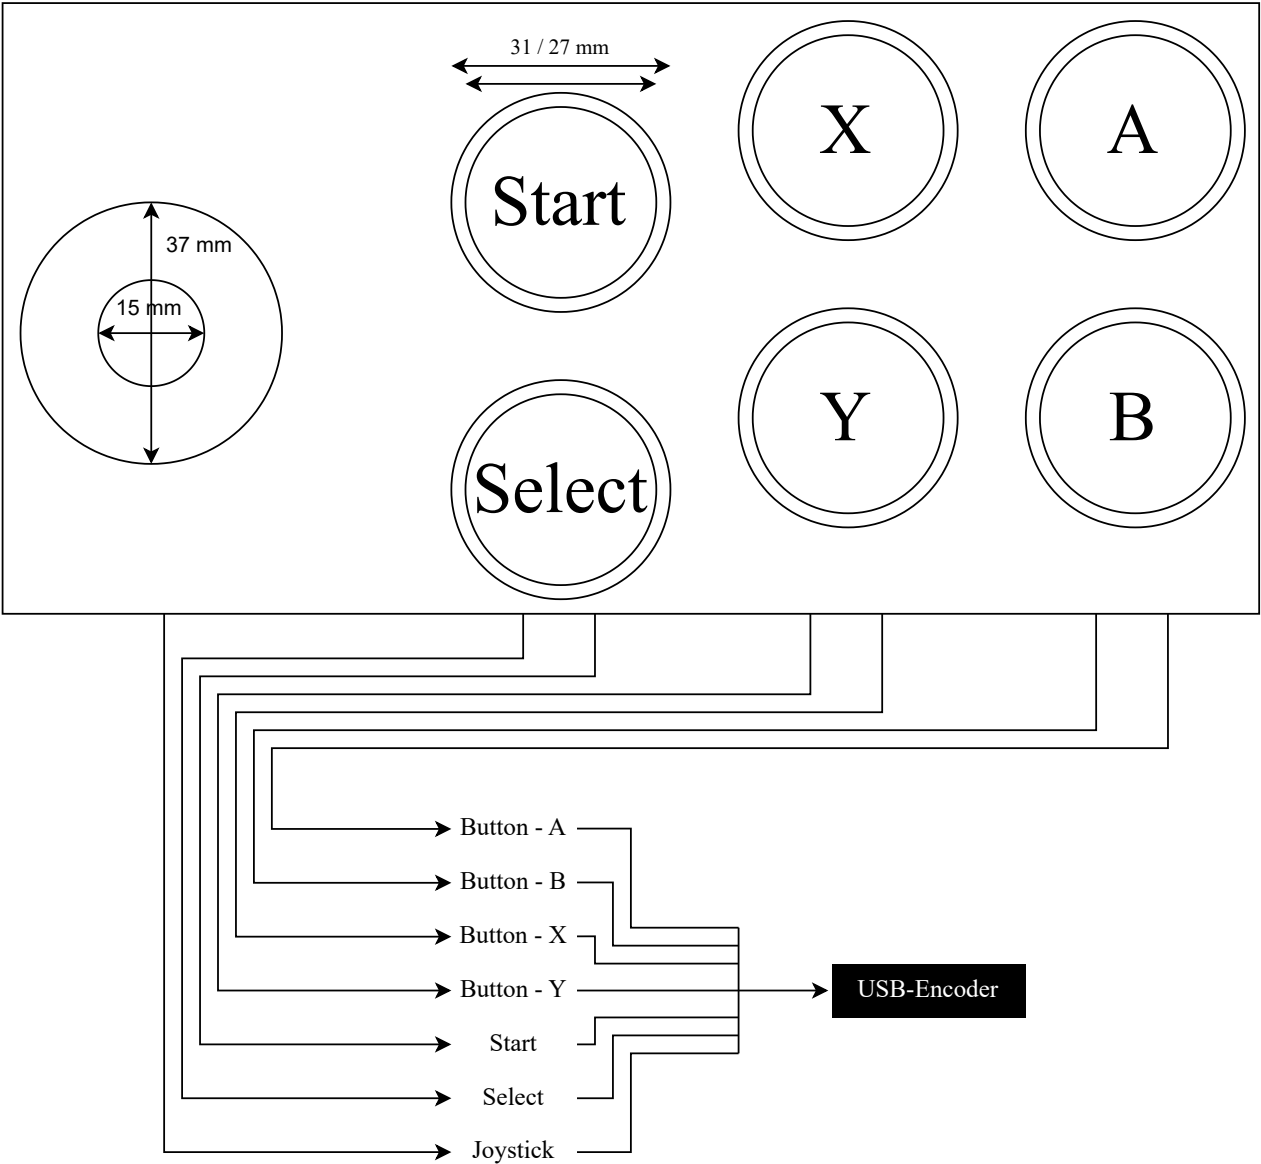 31 / 27 mm
X
A
Start
37 mm
15 mm
Y
B
Select
Button - A
Button - B
Button - X
Button - Y
USB-Encoder
Start
Select
Joystick